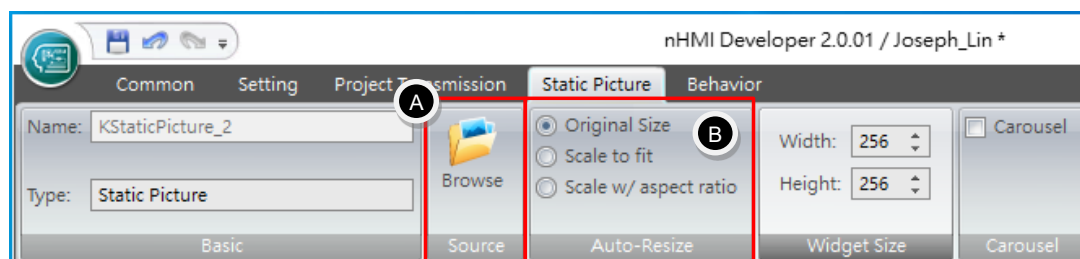 nHMI Developer 2.0.01 / Joseph_Lin *
Common Setting Project Transmission Static Picture Behavior
A
Name: KStaticPicture_2
Type: Static Picture
Basic
Browse
Source
Original Size
B
Scale to fit
Scale w/ aspect ratio
Auto-Resize
Width: 256
Height: 256
Widget Size
Carousel
Carousel